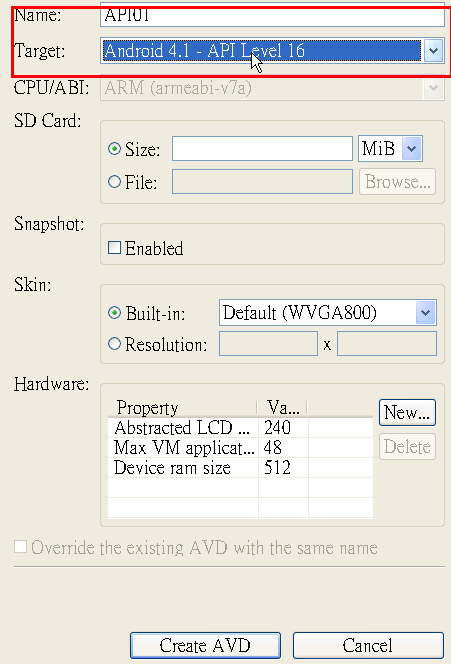 Name: API01
Target: Android 4.1 - API Level 16
CPU/ABI: ARM (armeabi-v7a)
SD Card:
Size: MiB
File: Browse...
Snapshot:
Enabled
Skin:
Built-in: Default (WVGA800)
Resolution: x
Hardware:
Property Va... New...
Abstracted LCD ... 240
Max VM applicat... 48 Delete
Device ram size 512
Override the existing AVD with the same name
Create AVD Cancel